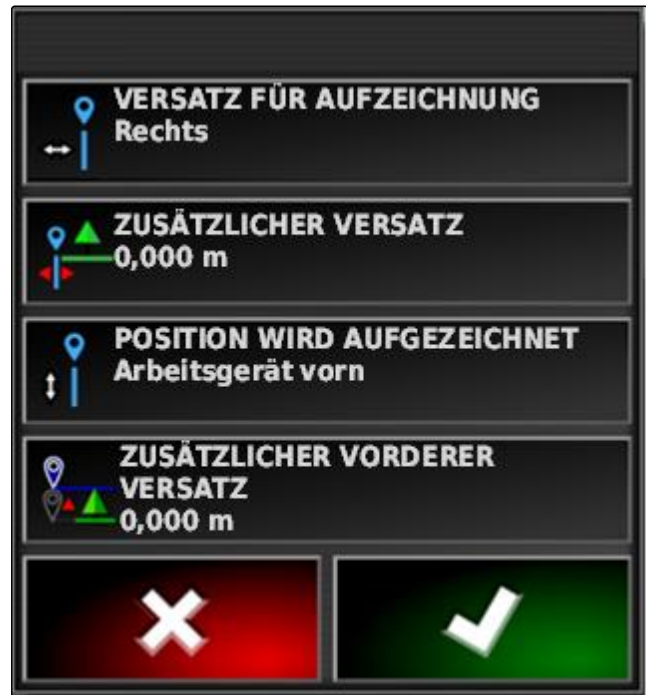 VERSATZ FÜR AUFZEICHNUNG
Rechts
ZUSÄTZLICHER VERSATZ
0,000 m
POSITION WIRD AUFGEZEICHNET
Arbeitsgerät vorn
ZUSÄTZLICHER VORDERER
VERSATZ
0,000 m